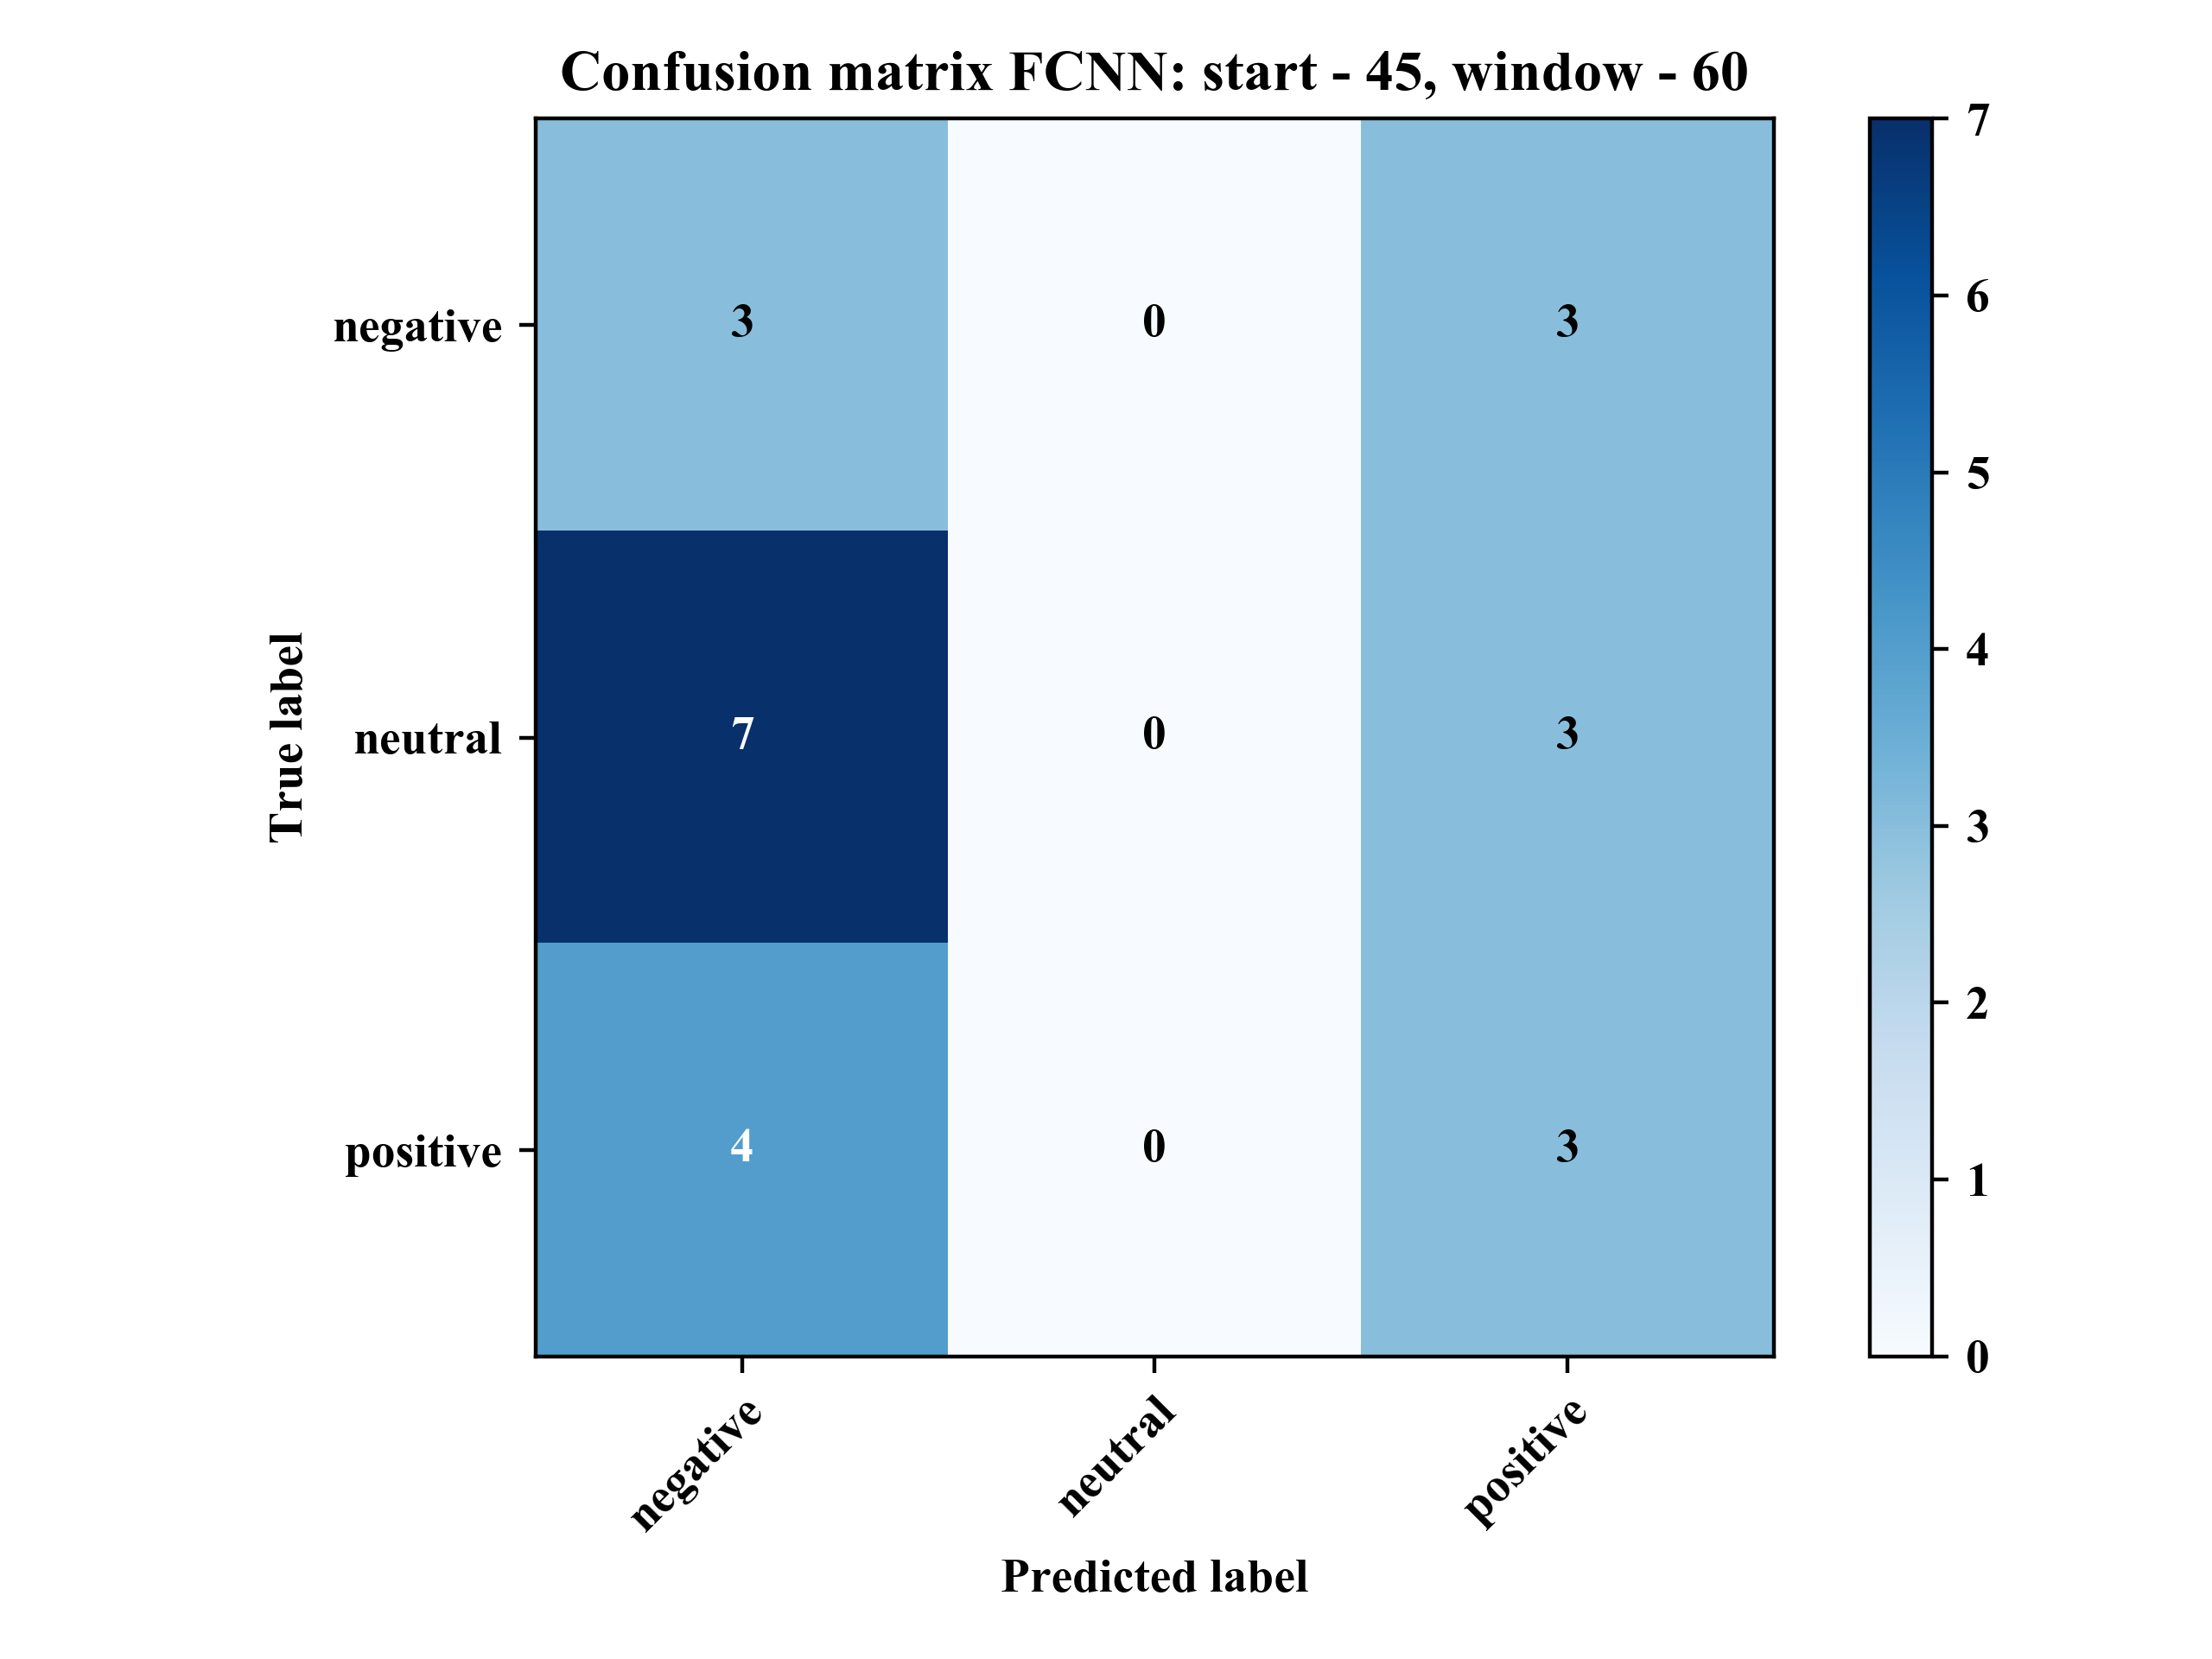 Confusion matrix FCNN: start - 45, window - 60
True label
negative 3 0 3
neutral 7 0 3
positive 4 0 3
negative neutral positive
Predicted label
7
6
5
4
3
2
1
0